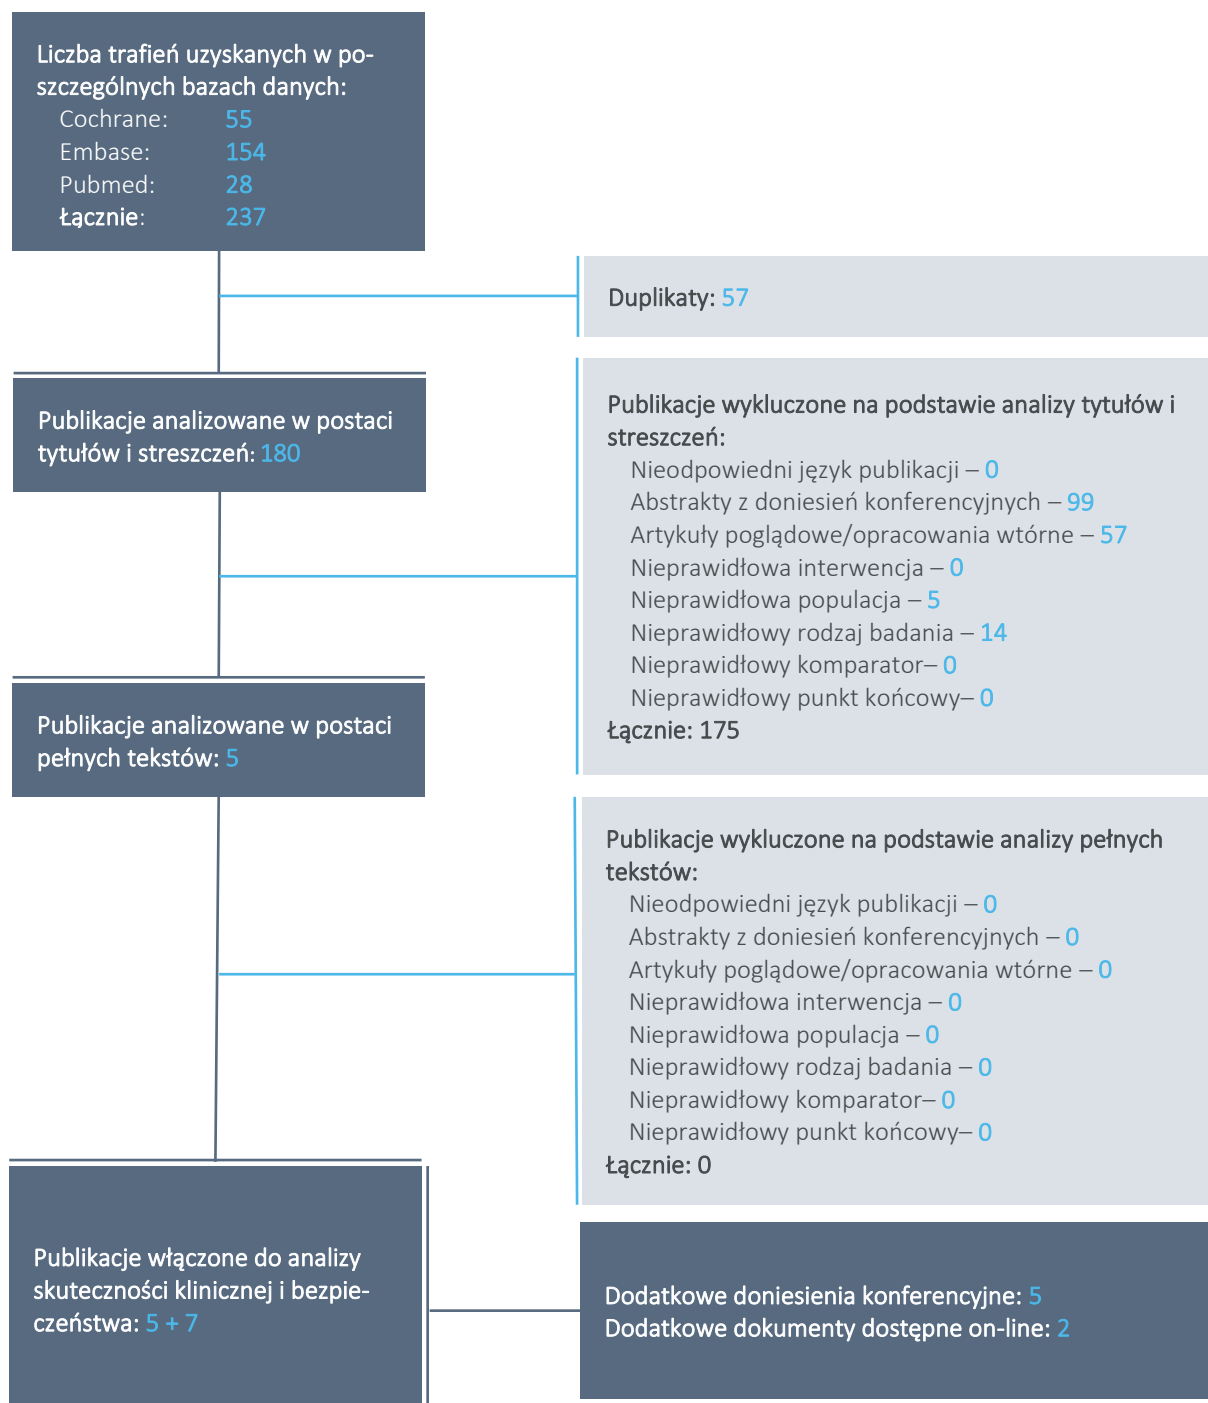 Liczba trafień uzyskanych w po-
szczególnych bazach danych:
Cochrane: 55
Embase: 154
Pubmed: 28
Łącznie: 237
Duplikaty: 57
Publikacje analizowane w postaci
tytułów i streszczeń: 180
Publikacje wykluczone na podstawie analizy tytułów i
streszczeń:
Nieodpowiedni język publikacji – 0
Abstrakty z doniesień konferencyjnych – 99
Artykuły poglądowe/opracowania wtórne – 57
Nieprawidłowa interwencja – 0
Nieprawidłowa populacja – 5
Nieprawidłowy rodzaj badania – 14
Nieprawidłowy komparator– 0
Nieprawidłowy punkt końcowy– 0
Łącznie: 175
Publikacje analizowane w postaci
pełnych tekstów: 5
Publikacje wykluczone na podstawie analizy pełnych
tekstów:
Nieodpowiedni język publikacji – 0
Abstrakty z doniesień konferencyjnych – 0
Artykuły poglądowe/opracowania wtórne – 0
Nieprawidłowa interwencja – 0
Nieprawidłowa populacja – 0
Nieprawidłowy rodzaj badania – 0
Nieprawidłowy komparator– 0
Nieprawidłowy punkt końcowy– 0
Łącznie: 0
Publikacje włączone do analizy
skuteczności klinicznej i bezpie-
czeństwa: 5 + 7
Dodatkowe doniesienia konferencyjne: 5
Dodatkowe dokumenty dostępne on-line: 2